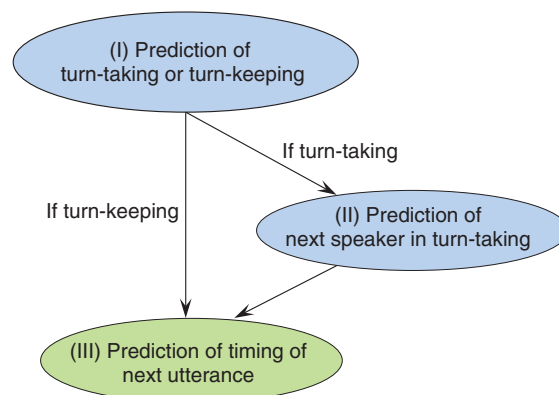 (I) Prediction of
turn-taking or turn-keeping
If turn-taking
If turn-keeping
(II) Prediction of
next speaker in turn-taking
(III) Prediction of timing of
next utterance